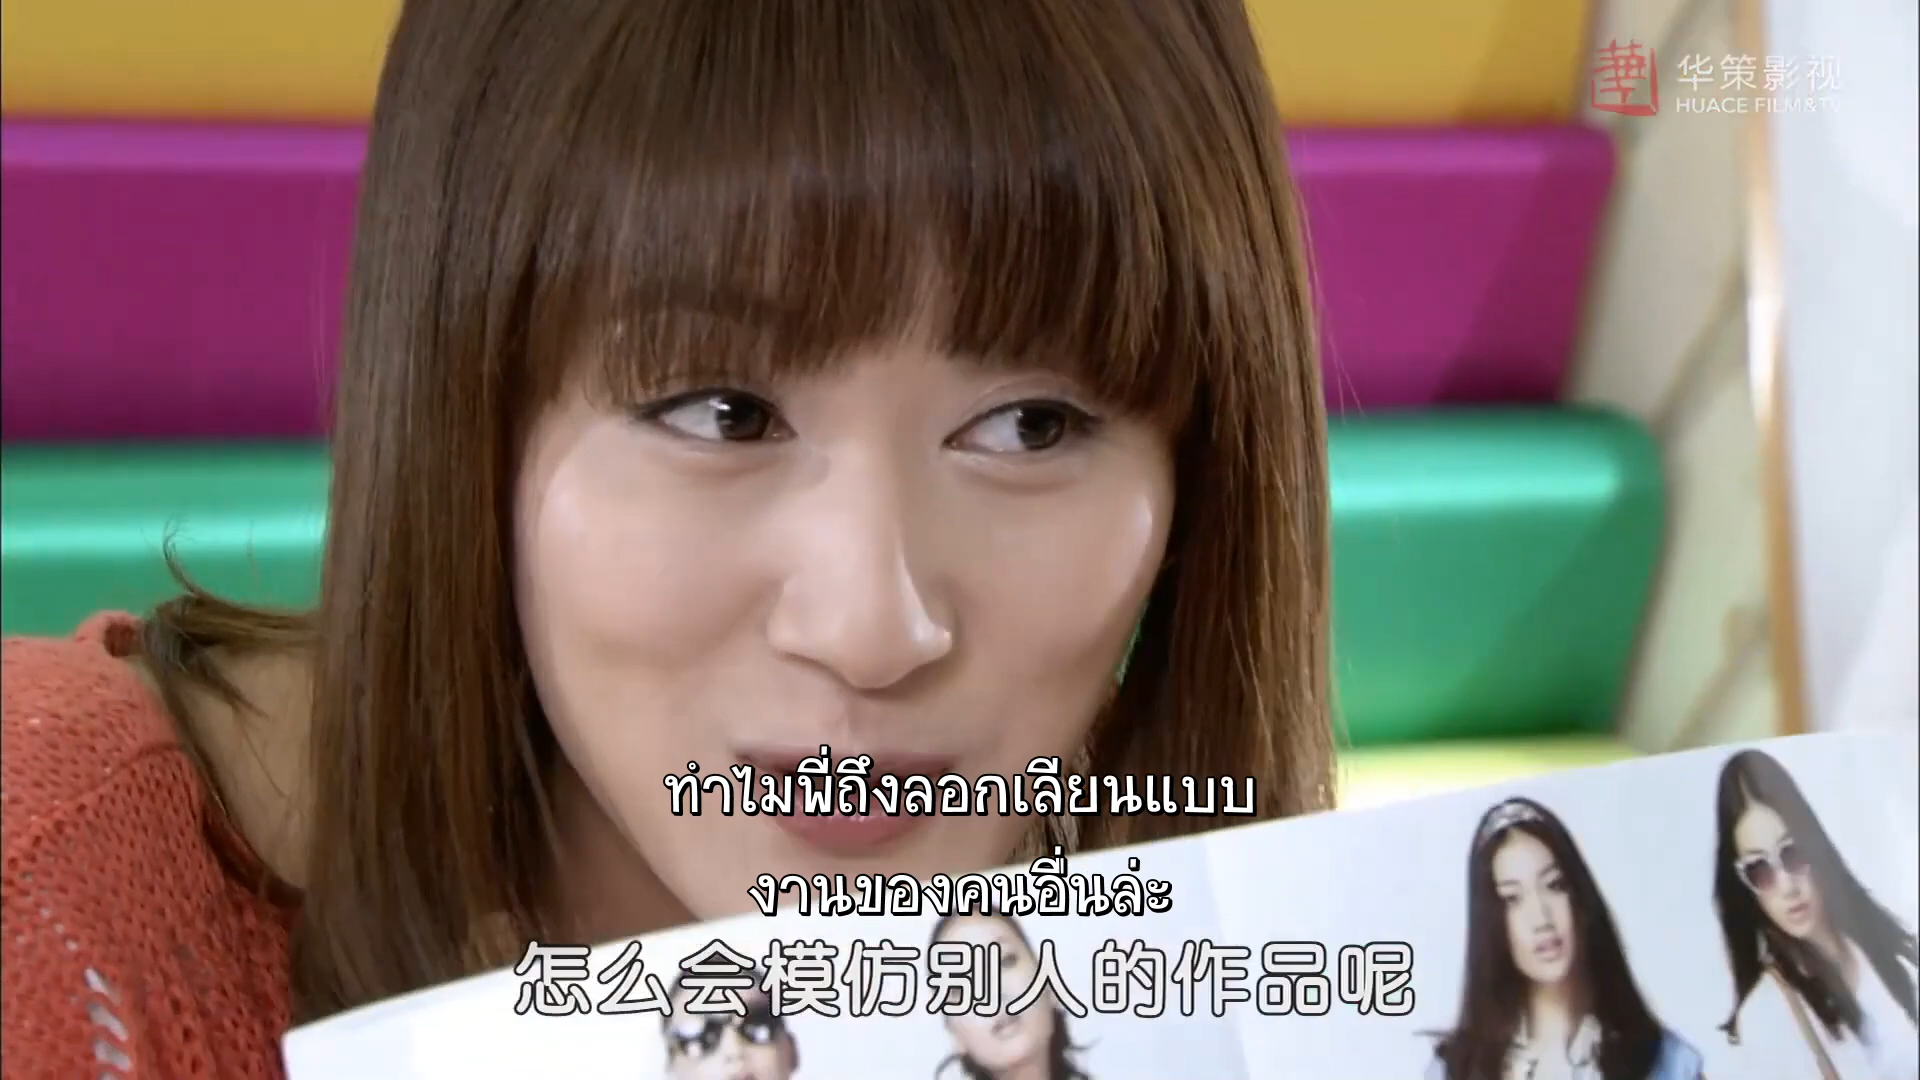 华策影视
HUACE FILM&TV
ทำไมพี่ถึงลอกเลียนแบบ
งานของคนอื่นล่ะ
怎么会模仿别人的作品呢